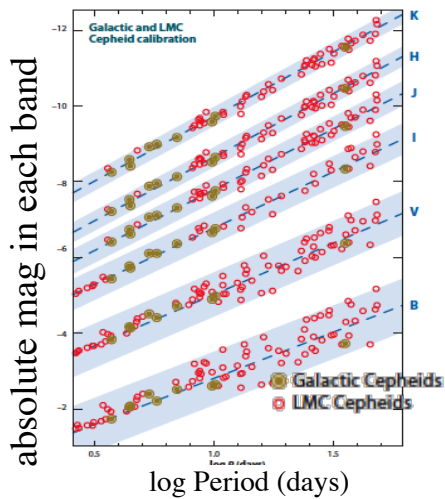 Galactic and LMC
Cepheid calibration
K
H
J
I
V
B
−12
−10
−8
−6
−4
−2
absolute mag in each band
Galactic Cepheids
LMC Cepheids
0.5
1.0
1.5
log Period (days)